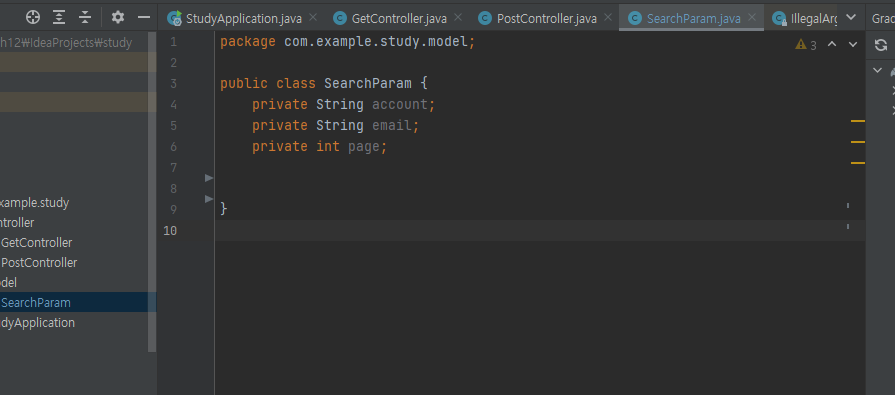 StudyApplication.java
GetController.java
PostController.java
SearchParam.java
IllegalArg
Grad
h12₩IdeaProjects₩study
xample.study
ntroller
GetController
PostController
del
SearchParam
dyApplication
1 package com.example.study.model;
2
3 public class SearchParam {
4 private String account;
5 private String email;
6 private int page;
7
8
9 }
10
3